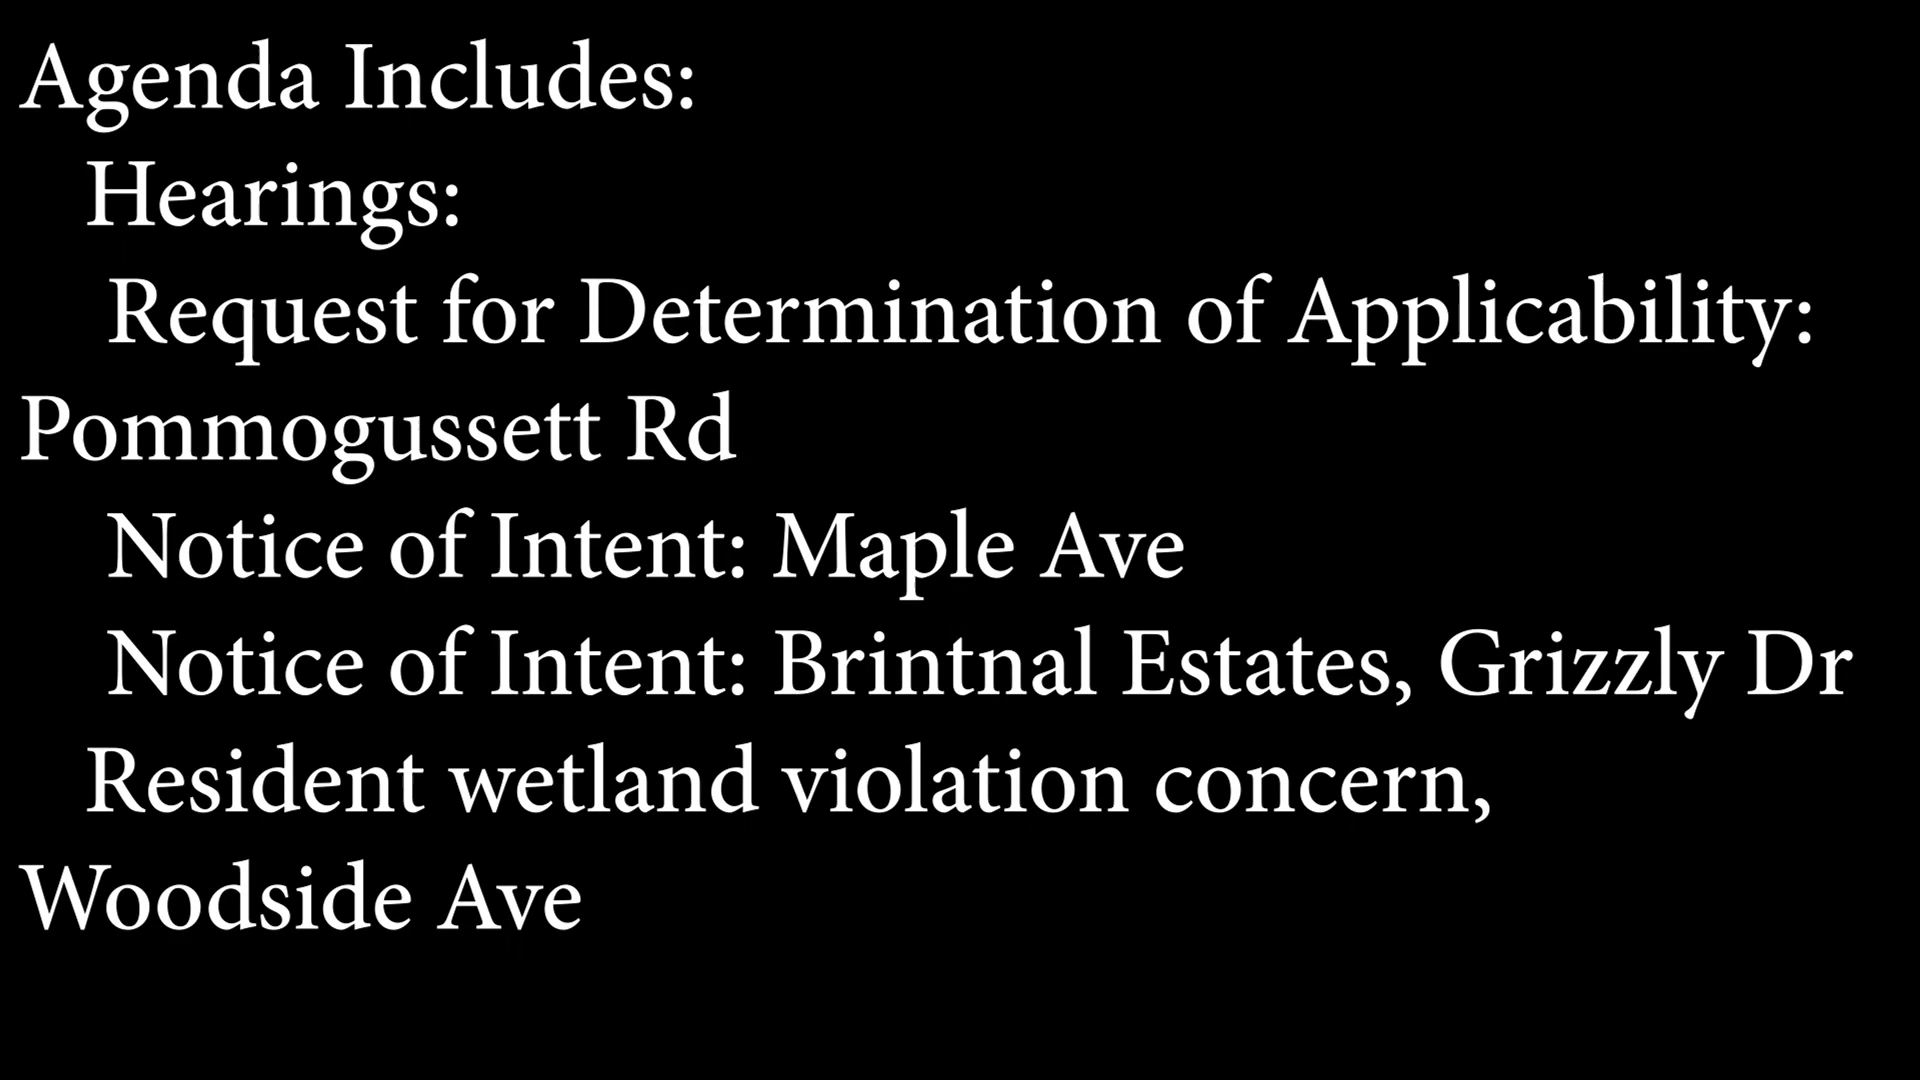 Agenda Includes:
Hearings:
Request for Determination of Applicability:
Pommogussett Rd
Notice of Intent: Maple Ave
Notice of Intent: Brintnal Estates, Grizzly Dr
Resident wetland violation concern,
Woodside Ave